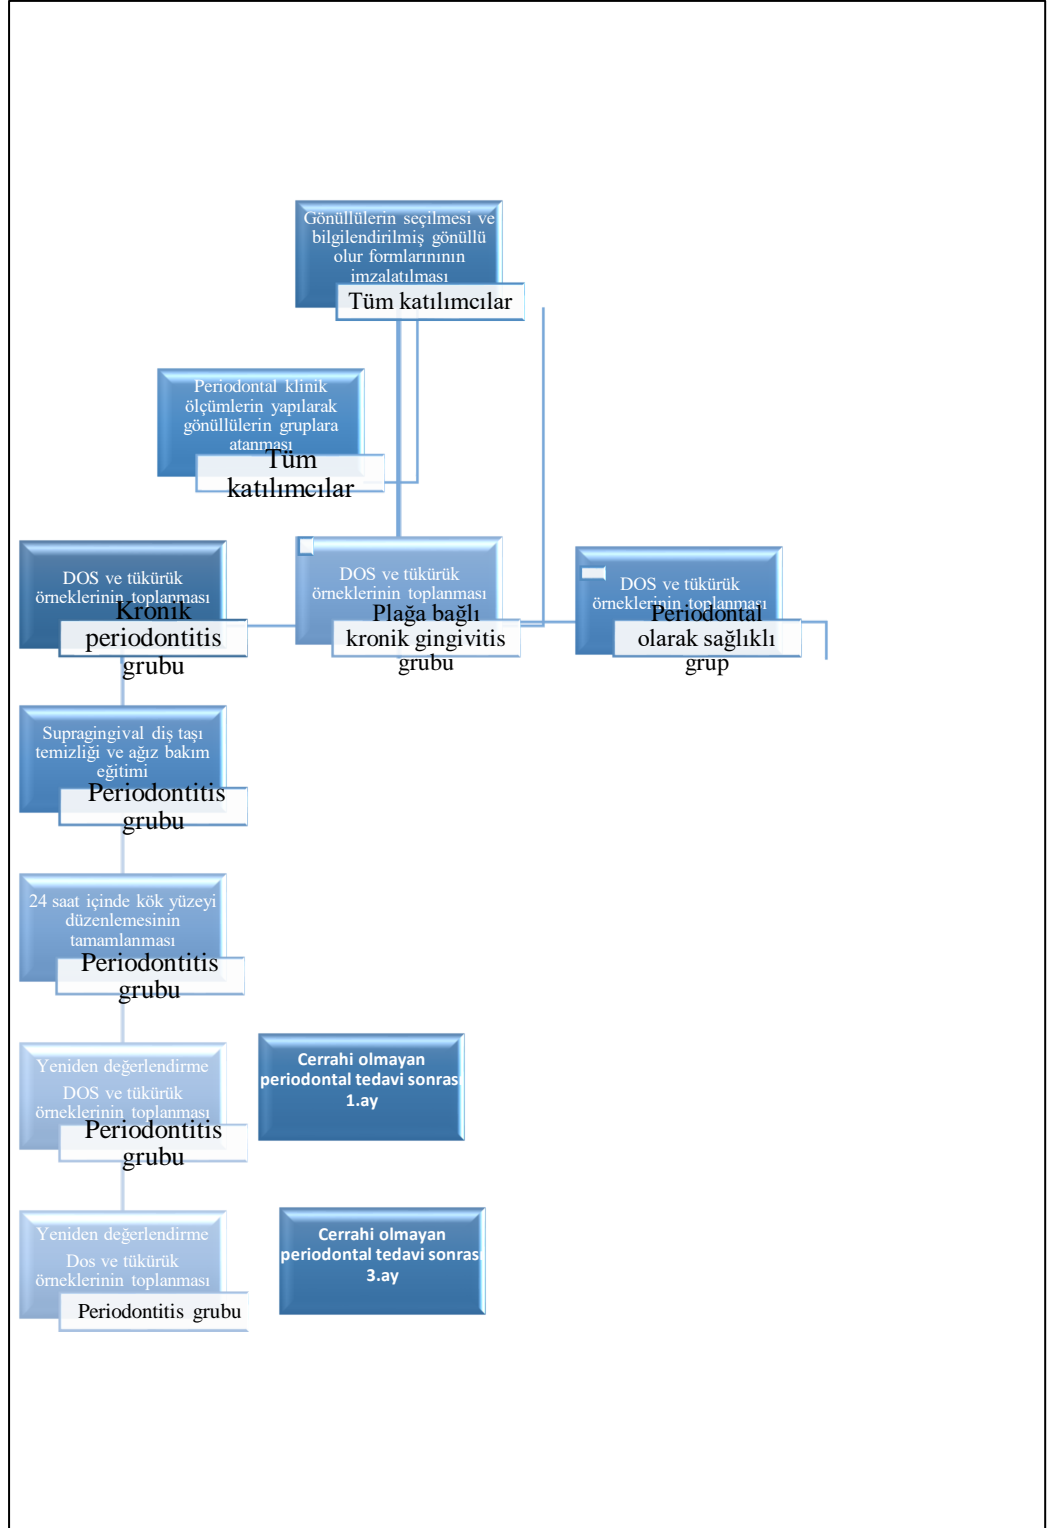 Gönüllülerin seçilmesi ve
bilgilendirilmiş gönüllü
olur formlarınının
imzalatılması
Tüm katılımcılar
Periodontal klinik
ölçümlerin yapılarak
gönüllülerin gruplara
atanması
Tüm
katılımcılar
DOS ve tükürük
örneklerinin toplanması
Kronik
periodontitis
grubu
DOS ve tükürük
örneklerinin toplanması
Plağa bağlı
kronik gingivitis
grubu
DOS ve tükürük
örneklerinin toplanması
Periodontal
olarak sağlıklı
grup
Supragingival diş taşı
temizliği ve ağız bakım
eğitimi
Periodontitis
grubu
24 saat içinde kök yüzeyi
düzenlemesinin
tamamlanması
Periodontitis
grubu
Yeniden değerlendirme
DOS ve tükürük
örneklerinin toplanması
Periodontitis
grubu
Cerrahi olmayan
periodontal tedavi sonrası
1.ay
Yeniden değerlendirme
Dos ve tükürük
örneklerinin toplanması
Periodontitis grubu
Cerrahi olmayan
periodontal tedavi sonrası
3.ay